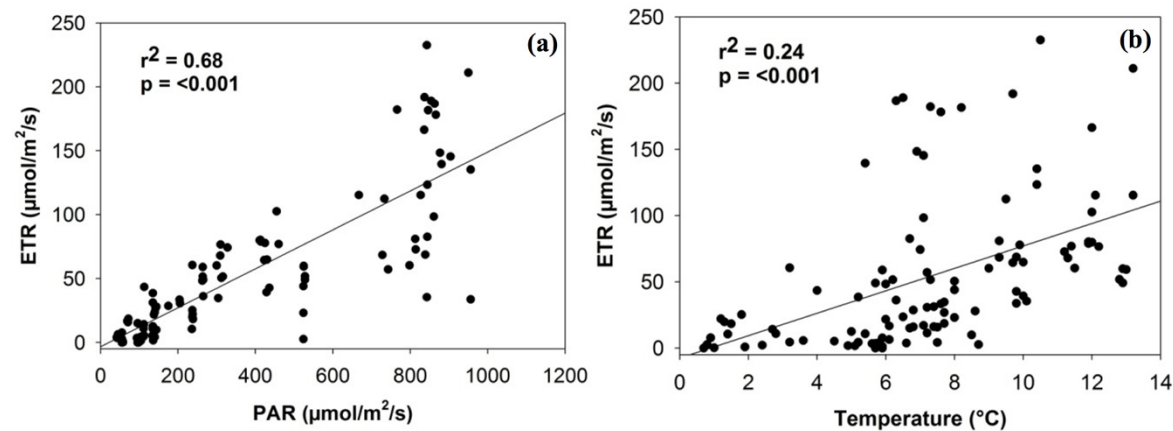 250
200
150
100
50
0
ETR (µmol/m²/s)
r² = 0.68
p = <0.001
(a)
0 200 400 600 800 1000 1200
PAR (µmol/m²/s)
250
200
150
100
50
0
ETR (µmol/m²/s)
r² = 0.24
p = <0.001
(b)
0 2 4 6 8 10 12 14
Temperature (°C)